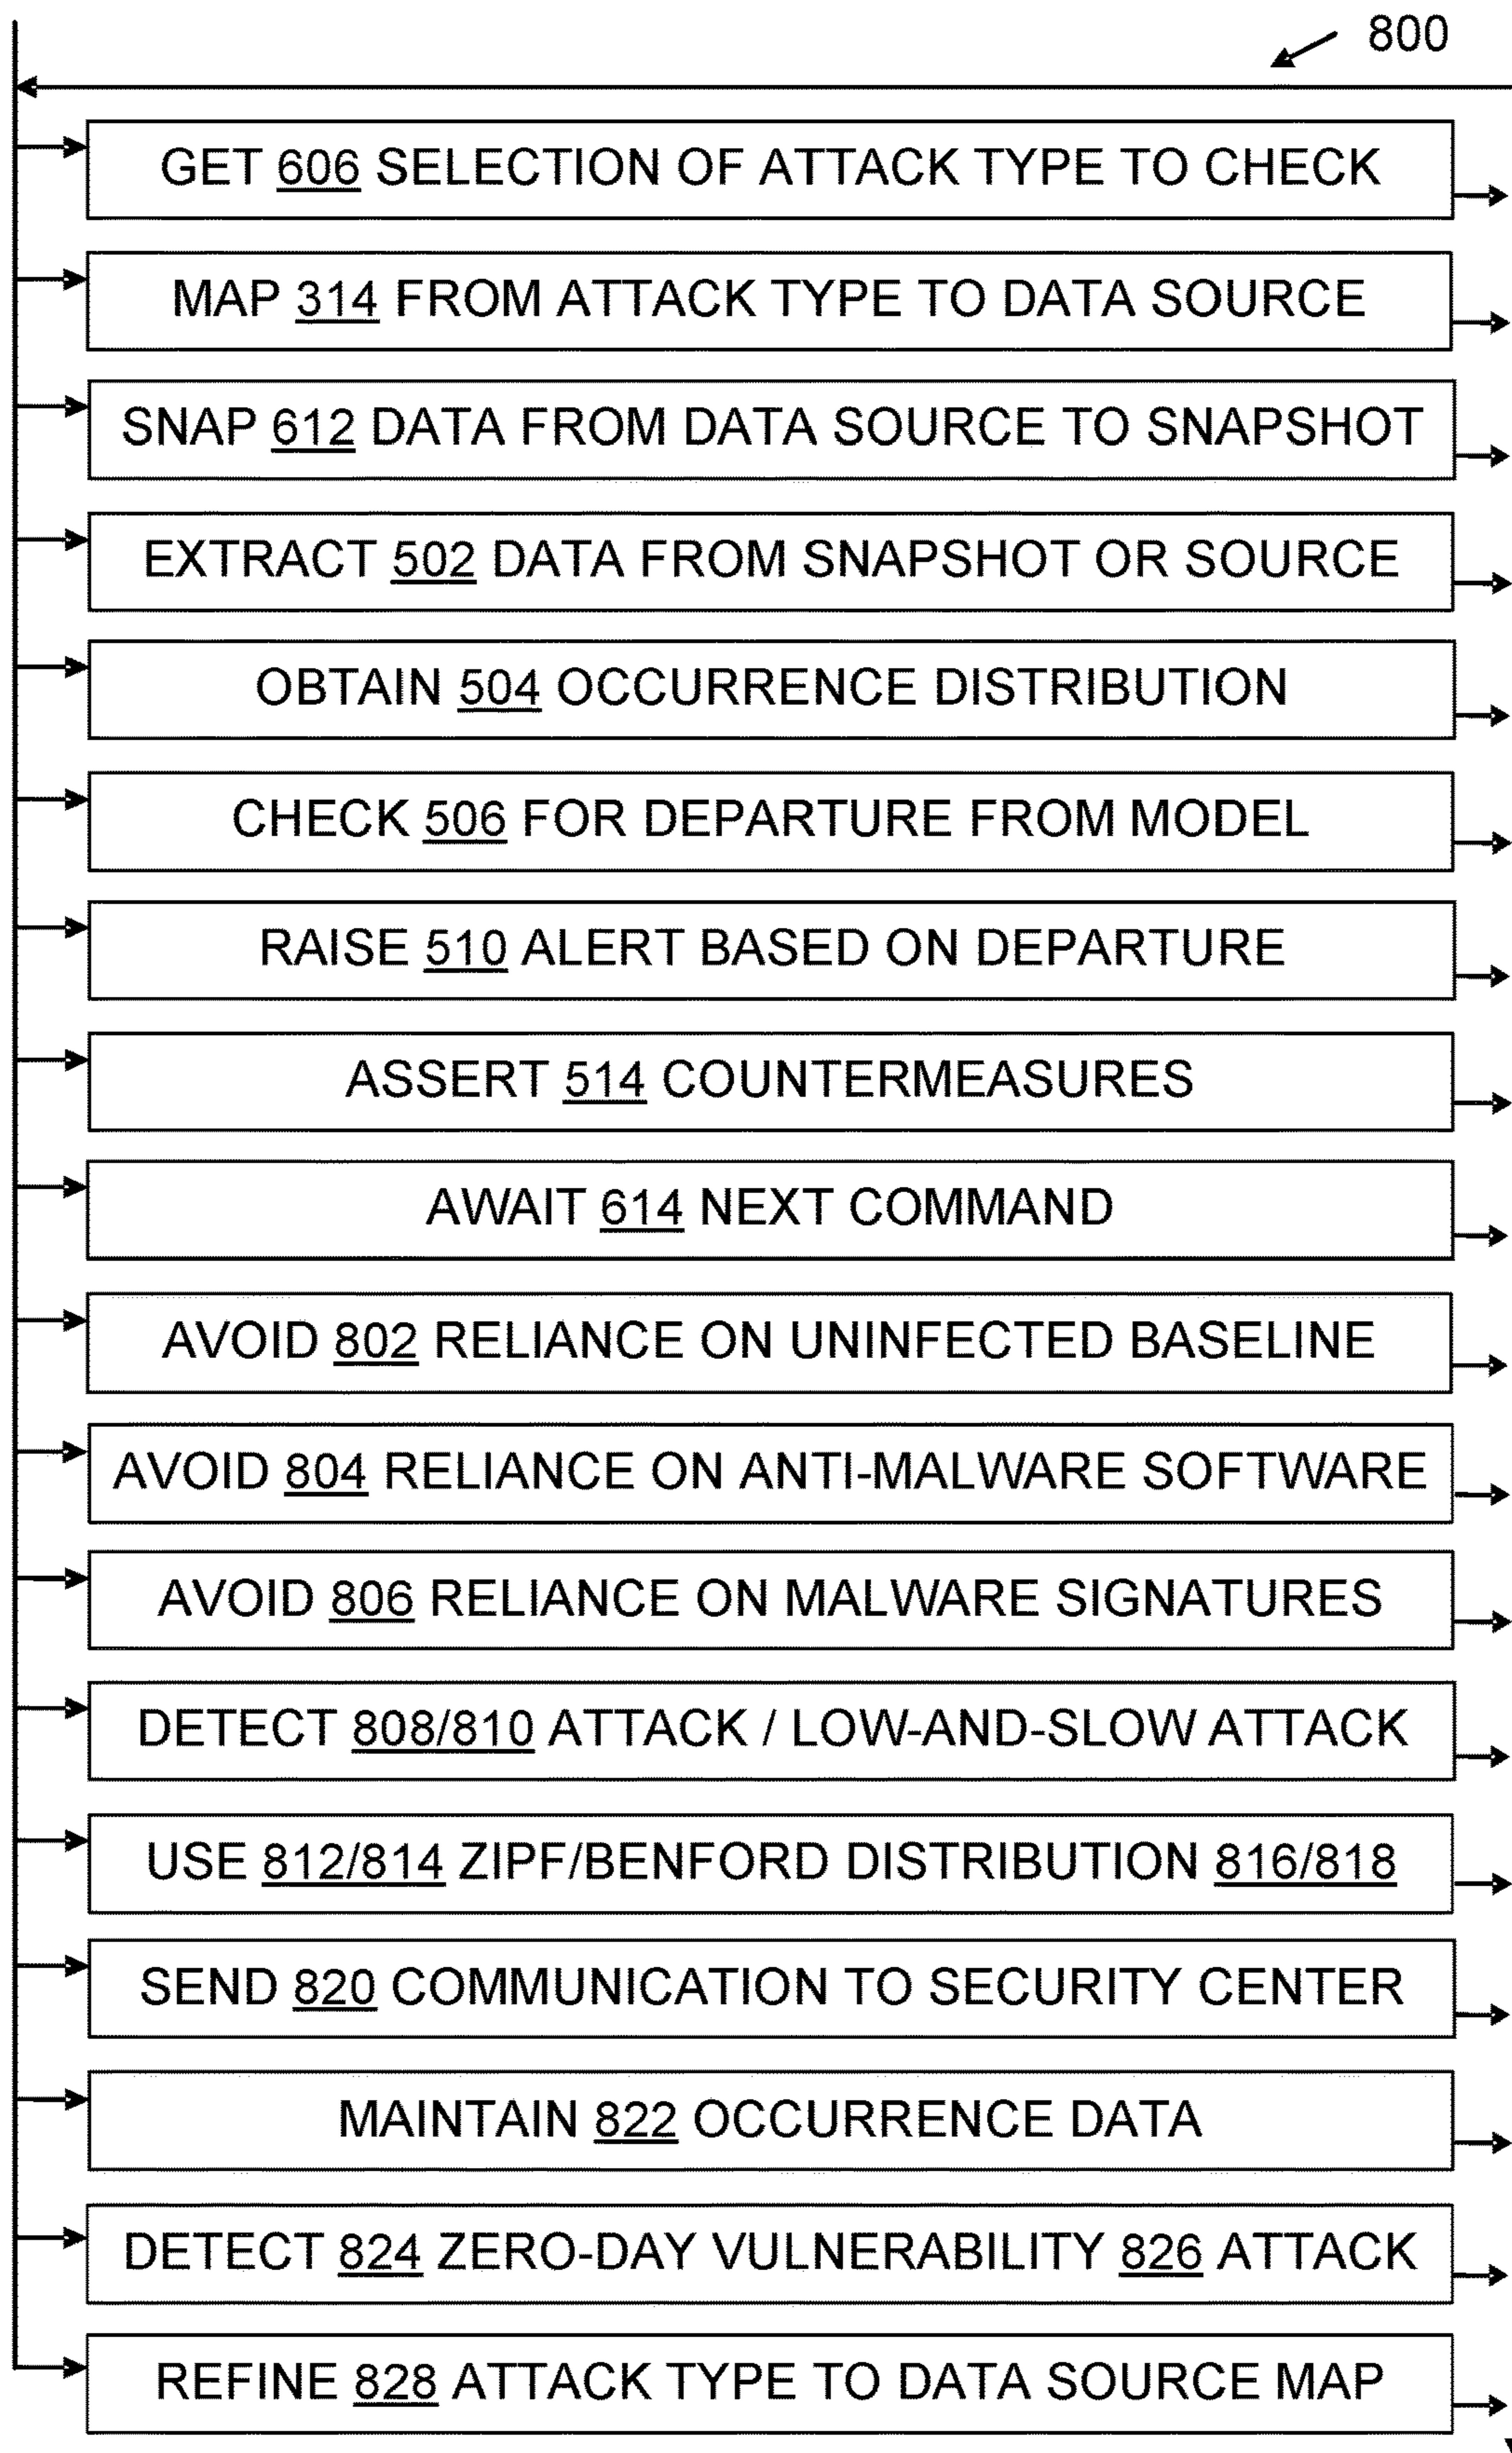 800
GET 606 SELECTION OF ATTACK TYPE TO CHECK
MAP 314 FROM ATTACK TYPE TO DATA SOURCE
SNAP 612 DATA FROM DATA SOURCE TO SNAPSHOT
EXTRACT 502 DATA FROM SNAPSHOT OR SOURCE
OBTAIN 504 OCCURRENCE DISTRIBUTION
CHECK 506 FOR DEPARTURE FROM MODEL
RAISE 510 ALERT BASED ON DEPARTURE
ASSERT 514 COUNTERMEASURES
AWAIT 614 NEXT COMMAND
AVOID 802 RELIANCE ON UNINFECTED BASELINE
AVOID 804 RELIANCE ON ANTI-MALWARE SOFTWARE
AVOID 806 RELIANCE ON MALWARE SIGNATURES
DETECT 808/810 ATTACK / LOW-AND-SLOW ATTACK
USE 812/814 ZIPF/BENFORD DISTRIBUTION 816/818
SEND 820 COMMUNICATION TO SECURITY CENTER
MAINTAIN 822 OCCURRENCE DATA
DETECT 824 ZERO-DAY VULNERABILITY 826 ATTACK
REFINE 828 ATTACK TYPE TO DATA SOURCE MAP